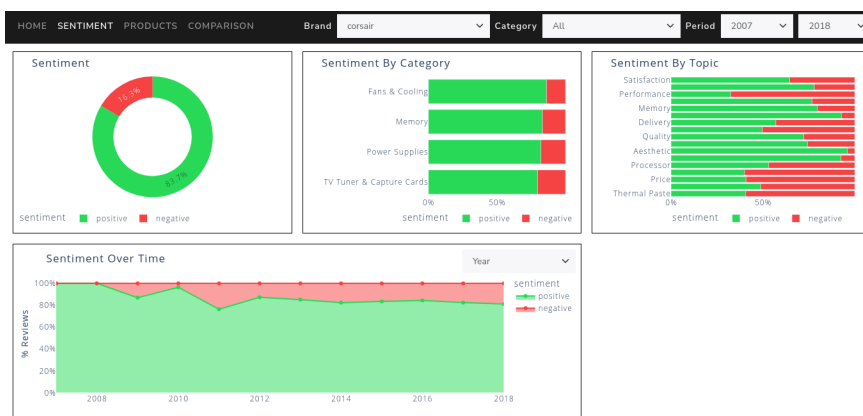 HOME SENTIMENT PRODUCTS COMPARISON Brand corsair Category All Period 2007 2018
Sentiment
16.3%
83.7%
sentiment positive negative
Sentiment By Category
Fans & Cooling
Memory
Power Supplies
TV Tuner & Capture Cards
0% 50%
sentiment positive negative
Sentiment By Topic
Satisfaction
Performance
Memory
Delivery
Quality
Aesthetic
Processor
Price
Thermal Paste
0% 50%
sentiment positive negative
Sentiment Over Time
Year
sentiment
positive
negative
% Reviews
100%
80%
60%
40%
20%
0%
2008 2010 2012 2014 2016 2018